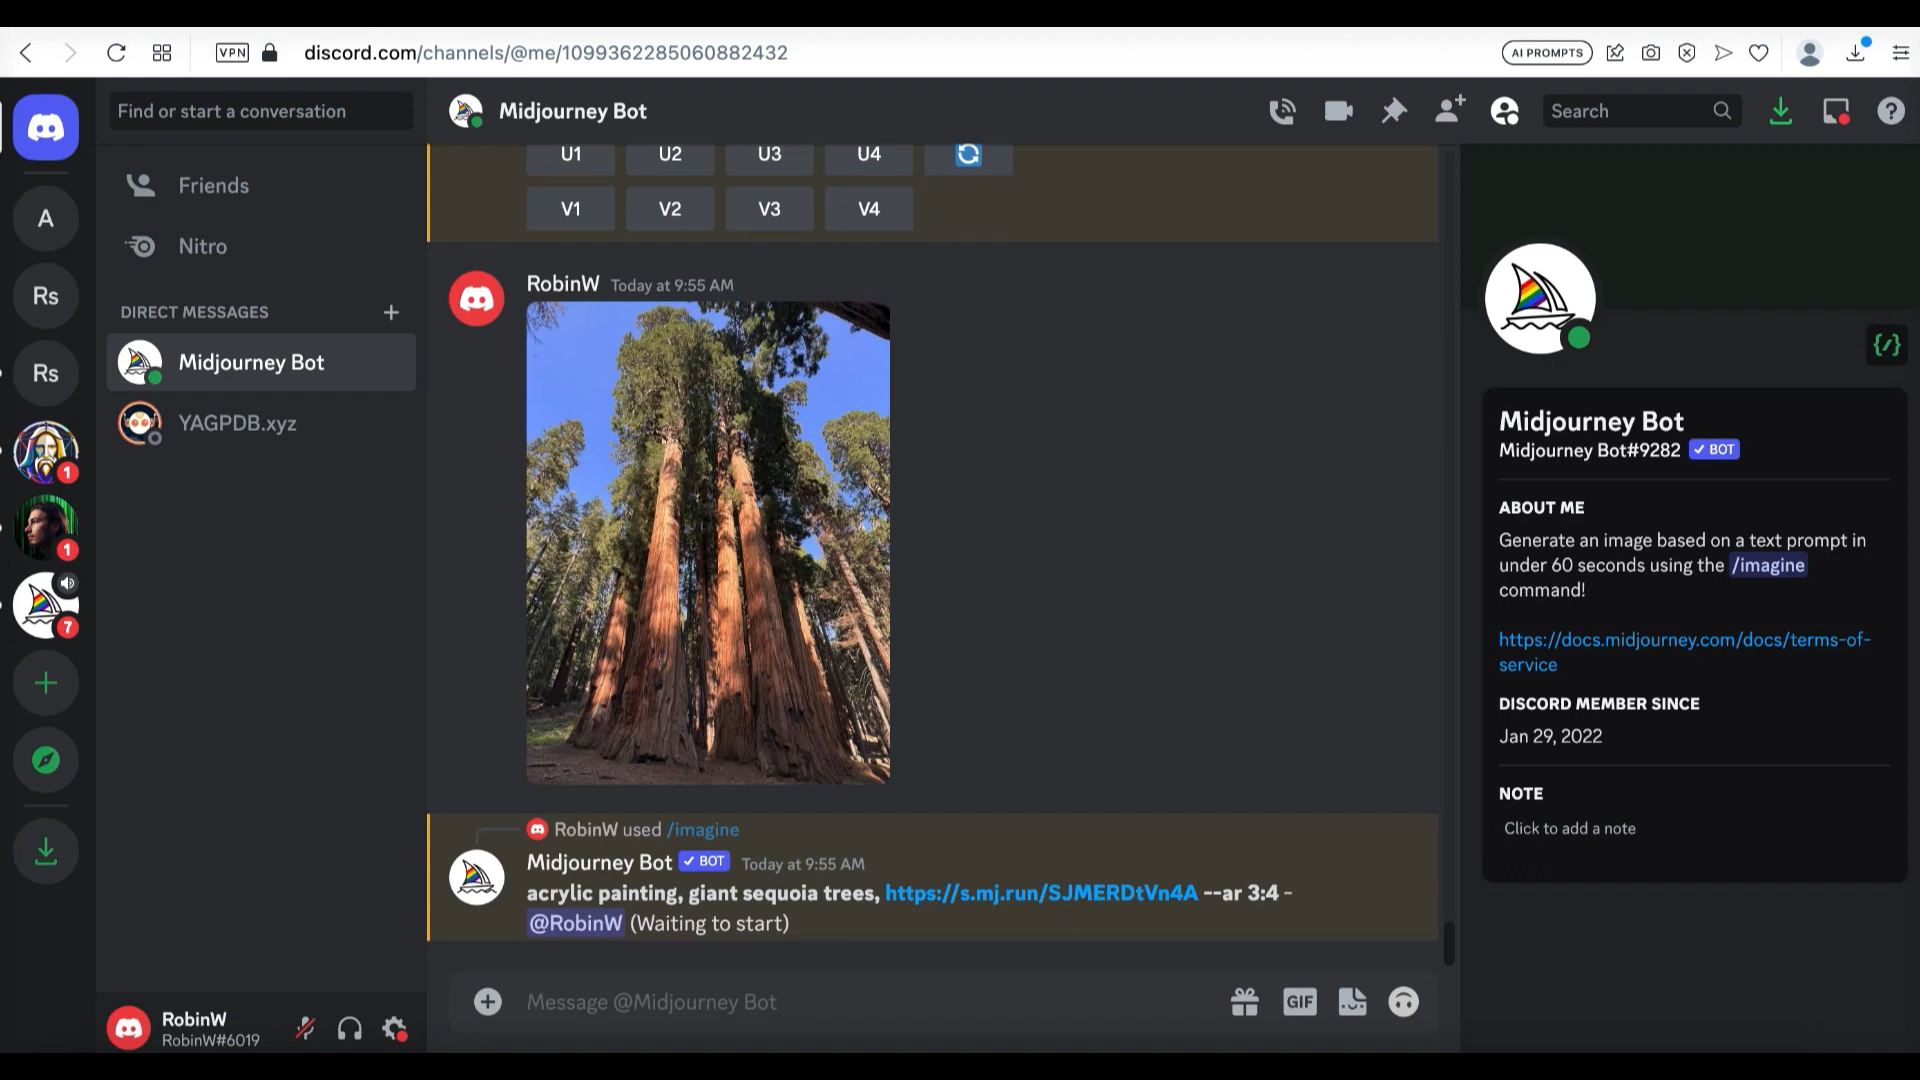 VPN
discord.com/channels/@me/1099362285060882432
AI PROMPTS
Find or start a conversation
Midjourney Bot
Search
A
Rs
Rs
1
1
7
Friends
Nitro
DIRECT MESSAGES
Midjourney Bot
YAGPDB.xyz
RobinW
RobinW#6019
U1 U2 U3 U4
V1 V2 V3 V4
RobinW Today at 9:55 AM
RobinW used /imagine
Midjourney Bot BOT Today at 9:55 AM
acrylic painting, giant sequoia trees, https://s.mj.run/SJMERDtVn4A --ar 3:4 -
@RobinW (Waiting to start)
Message @Midjourney Bot
GIF
Midjourney Bot
Midjourney Bot#9282 BOT
ABOUT ME
Generate an image based on a text prompt in
under 60 seconds using the /imagine
command!
https://docs.midjourney.com/docs/terms-of-
service
DISCORD MEMBER SINCE
Jan 29, 2022
NOTE
Click to add a note